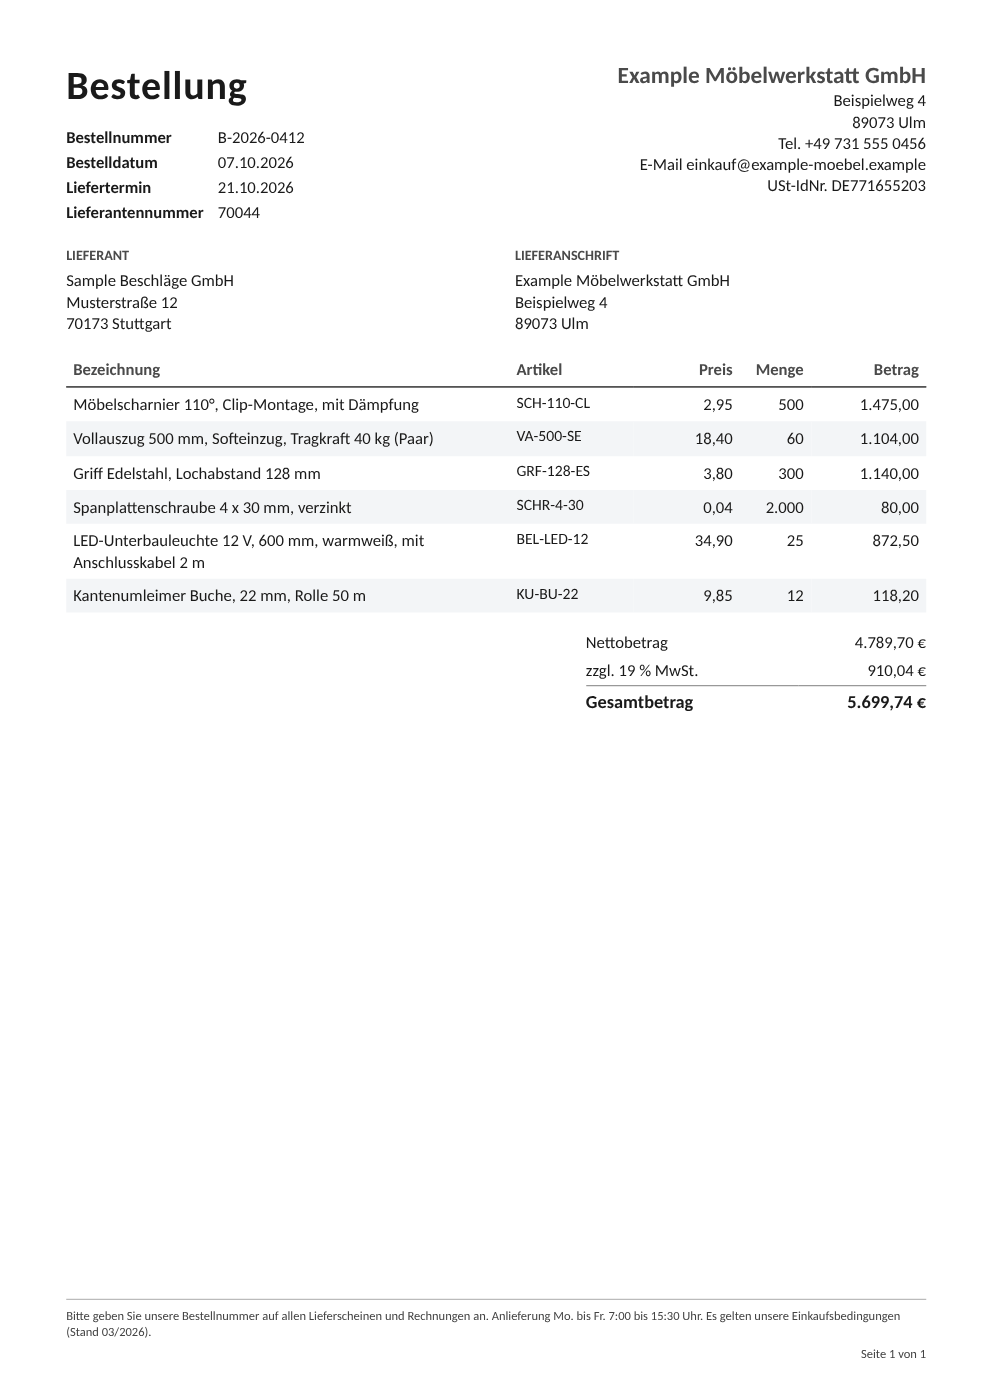 Bestellung
Bestellnummer B-2026-0412
Bestelldatum 07.10.2026
Liefertermin 21.10.2026
Lieferantennummer 70044
Example Möbelwerkstatt GmbH
Beispielweg 4
89073 Ulm
Tel. +49 731 555 0456
E-Mail einkauf@example-moebel.example
USt-IdNr. DE771655203
LIEFERANT
Sample Beschläge GmbH
Musterstraße 12
70173 Stuttgart
LIEFERANSCHRIFT
Example Möbelwerkstatt GmbH
Beispielweg 4
89073 Ulm
Bezeichnung Artikel Preis Menge Betrag
Möbelscharnier 110°, Clip-Montage, mit Dämpfung SCH-110-CL 2,95 500 1.475,00
Vollauszug 500 mm, Softeinzug, Tragkraft 40 kg (Paar) VA-500-SE 18,40 60 1.104,00
Griff Edelstahl, Lochabstand 128 mm GRF-128-ES 3,80 300 1.140,00
Spanplattenschraube 4 x 30 mm, verzinkt SCHR-4-30 0,04 2.000 80,00
LED-Unterbauleuchte 12 V, 600 mm, warmweiß, mit BEL-LED-12 34,90 25 872,50
Anschlusskabel 2 m
Kantenumleimer Buche, 22 mm, Rolle 50 m KU-BU-22 9,85 12 118,20
Nettobetrag 4.789,70 €
zzgl. 19 % MwSt. 910,04 €
Gesamtbetrag 5.699,74 €
Bitte geben Sie unsere Bestellnummer auf allen Lieferscheinen und Rechnungen an. Anlieferung Mo. bis Fr. 7:00 bis 15:30 Uhr. Es gelten unsere Einkaufsbedingungen
(Stand 03/2026).
Seite 1 von 1